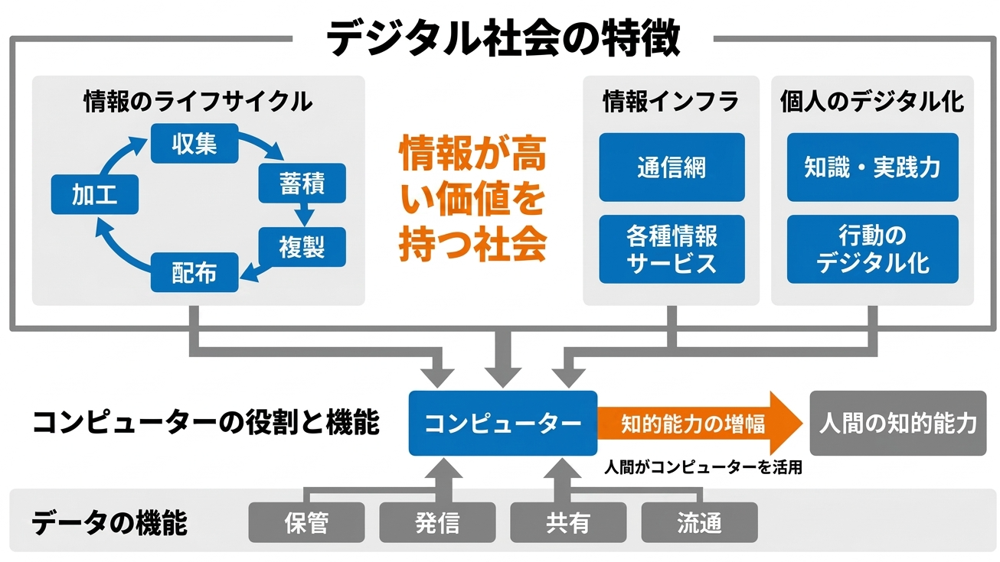 デジタル社会の特徴
情報のライフサイクル
収集
蓄積
複製
配布
加工
情報が高
い価値を
持つ社会
情報インフラ
通信網
各種情報
サービス
個人のデジタル化
知識・実践力
行動の
デジタル化
コンピューターの役割と機能
コンピューター
知的能力の増幅
人間がコンピューターを活用
人間の知的能力
データの機能
保管
発信
共有
流通